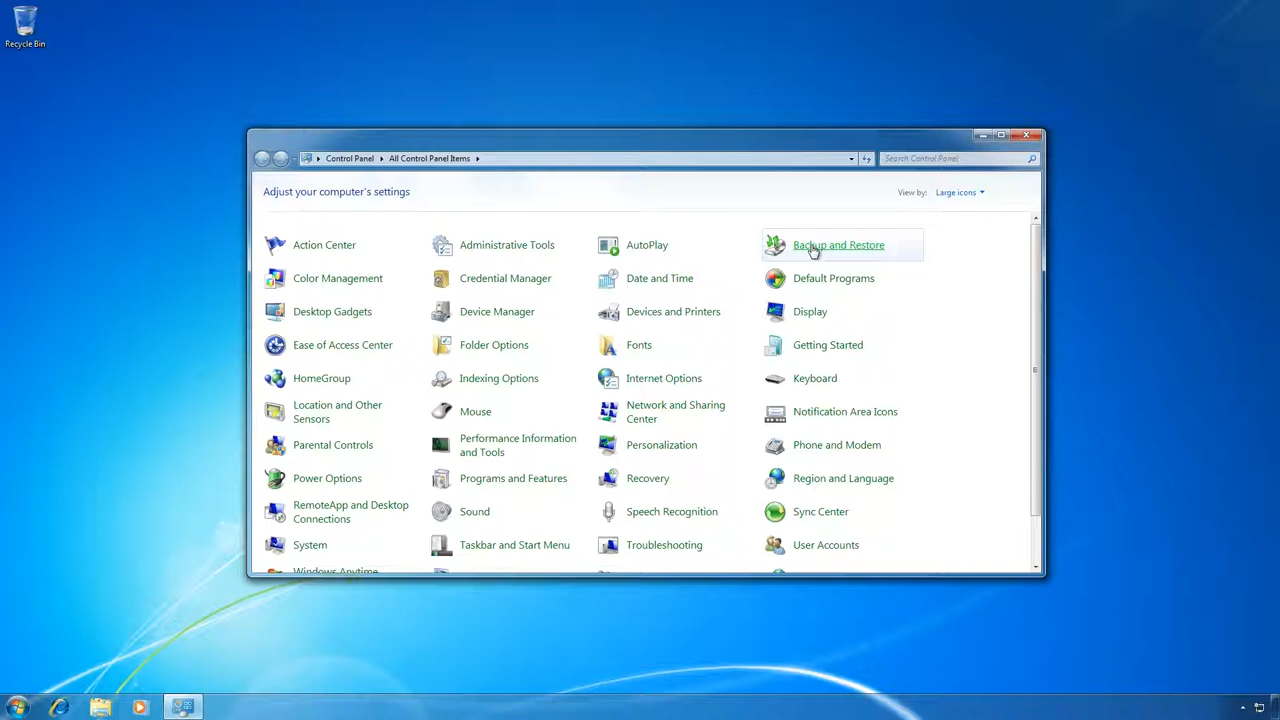 Recycle Bin
Control Panel
All Control Panel Items
Search Control Panel
Adjust your computer's settings
View by: Large icons
Action Center
Administrative Tools
AutoPlay
Backup and Restore
Color Management
Credential Manager
Date and Time
Default Programs
Desktop Gadgets
Device Manager
Devices and Printers
Display
Ease of Access Center
Folder Options
Fonts
Getting Started
HomeGroup
Indexing Options
Internet Options
Keyboard
Location and Other
Sensors
Mouse
Network and Sharing
Center
Notification Area Icons
Parental Controls
Performance Information
and Tools
Personalization
Phone and Modem
Power Options
Programs and Features
Recovery
Region and Language
RemoteApp and Desktop
Connections
Sound
Speech Recognition
Sync Center
System
Taskbar and Start Menu
Troubleshooting
User Accounts
Windows Anytime